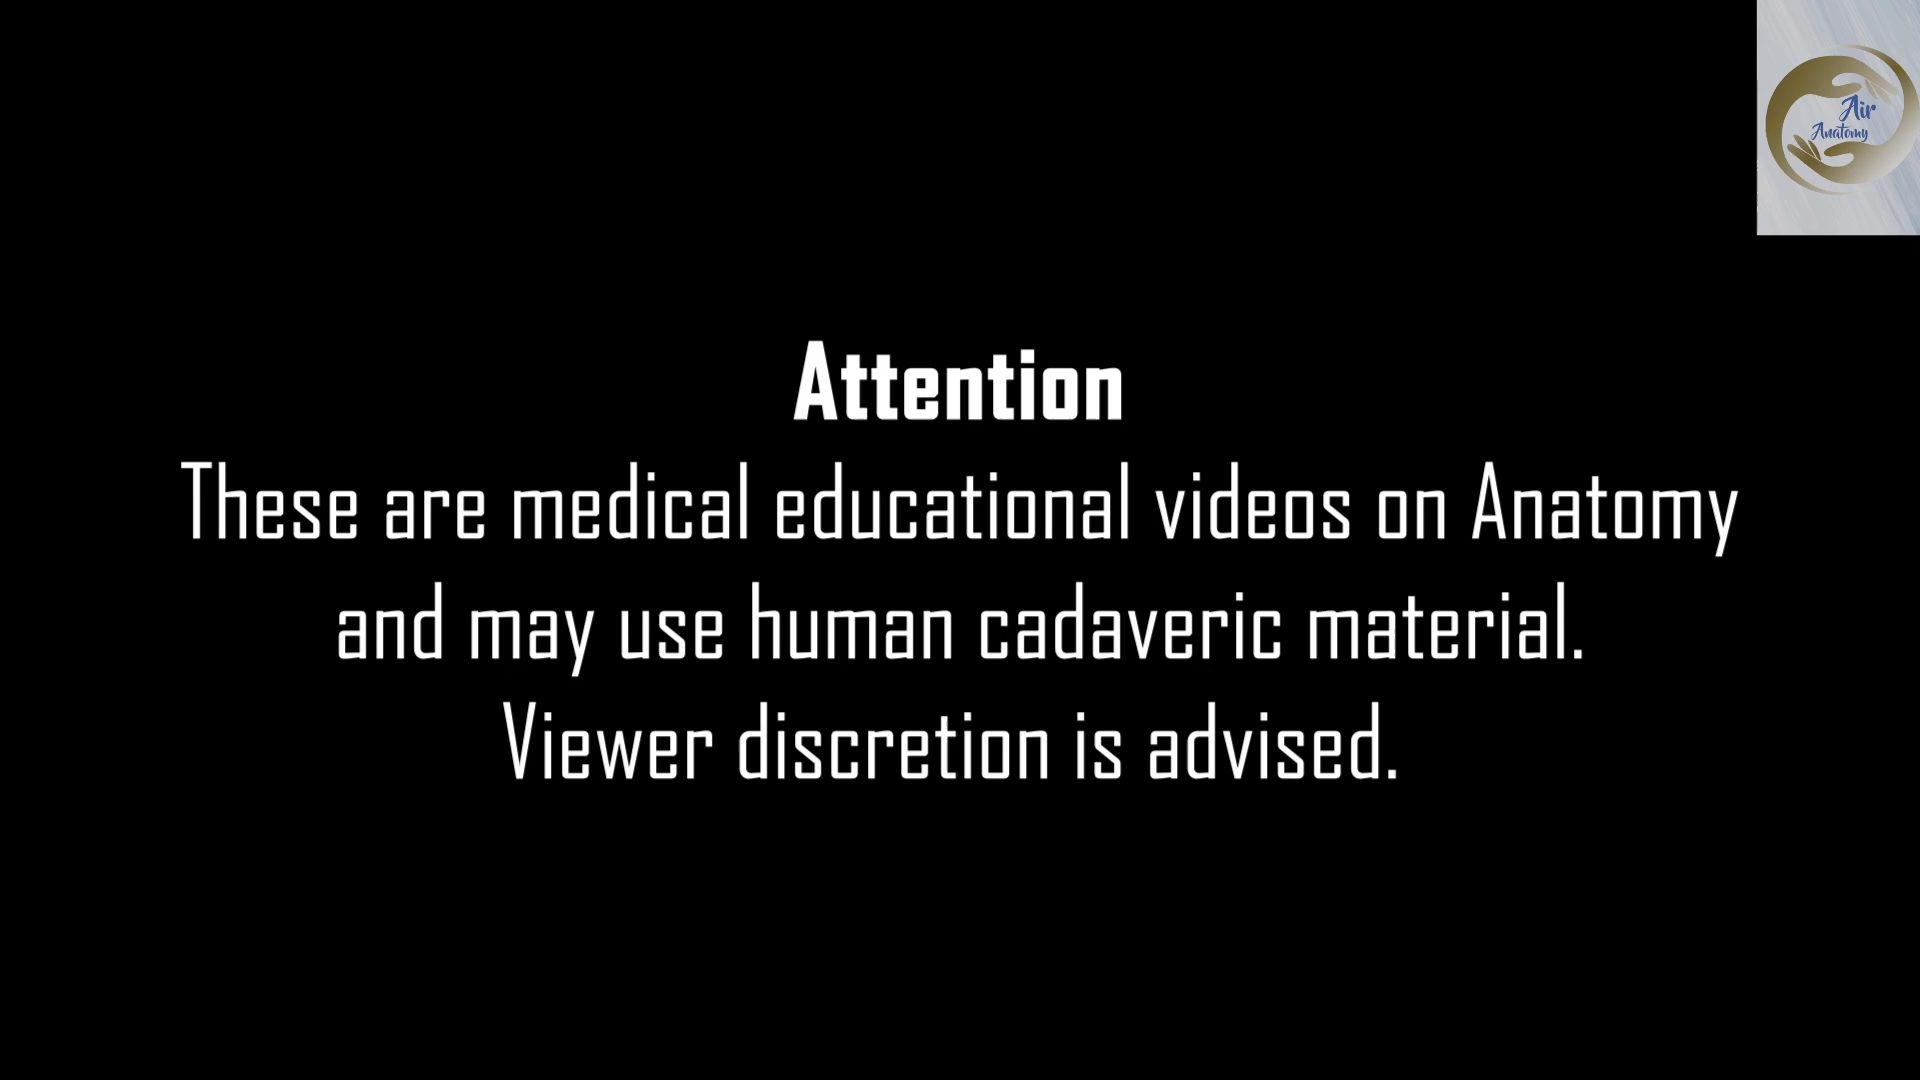 Air
Anatomy
Attention
These are medical educational videos on Anatomy
and may use human cadaveric material.
Viewer discretion is advised.